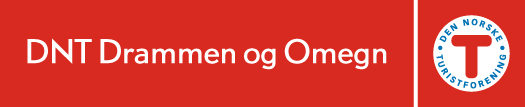 DNT Drammen og Omegn
DEN NORSKE
T
TURISTFORENING